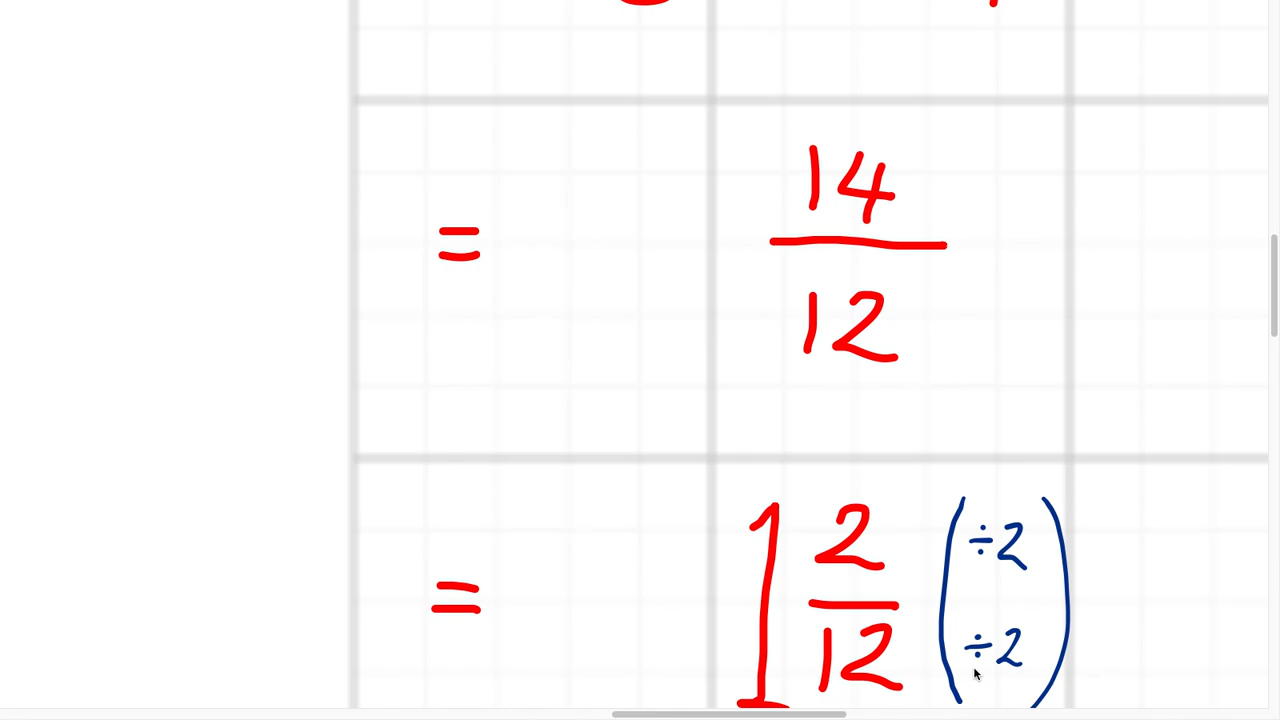 = 14/12
= 1 2/12 (÷2 ÷2)